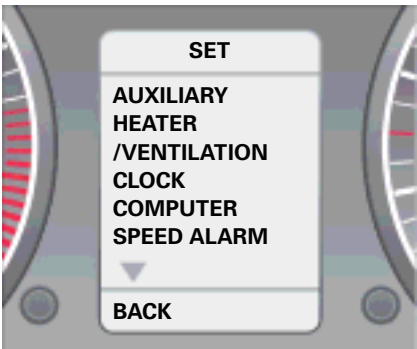 SET
AUXILIARY
HEATER
/VENTILATION
CLOCK
COMPUTER
SPEED ALARM
BACK